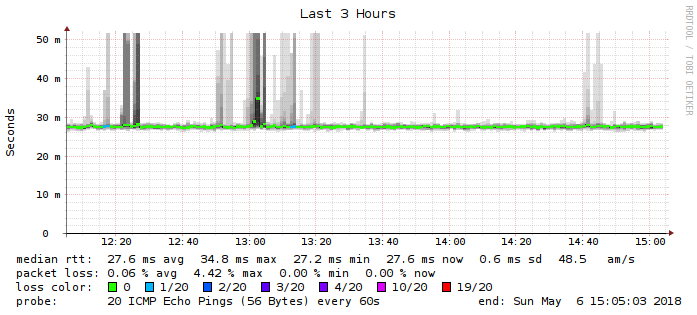 Last 3 Hours
RRDTOOL / TOBI OETIKER
Seconds
50 m
40 m
30 m
20 m
10 m
0
12:20 12:40 13:00 13:20 13:40 14:00 14:20 14:40 15:00
median rtt: 27.6 ms avg 34.8 ms max 27.2 ms min 27.6 ms now 0.6 ms sd 48.5 am/s
packet loss: 0.06 % avg 4.42 % max 0.00 % min 0.00 % now
loss color: 0 1/20 2/20 3/20 4/20 10/20 19/20
probe: 20 ICMP Echo Pings (56 Bytes) every 60s end: Sun May 6 15:05:03 2018